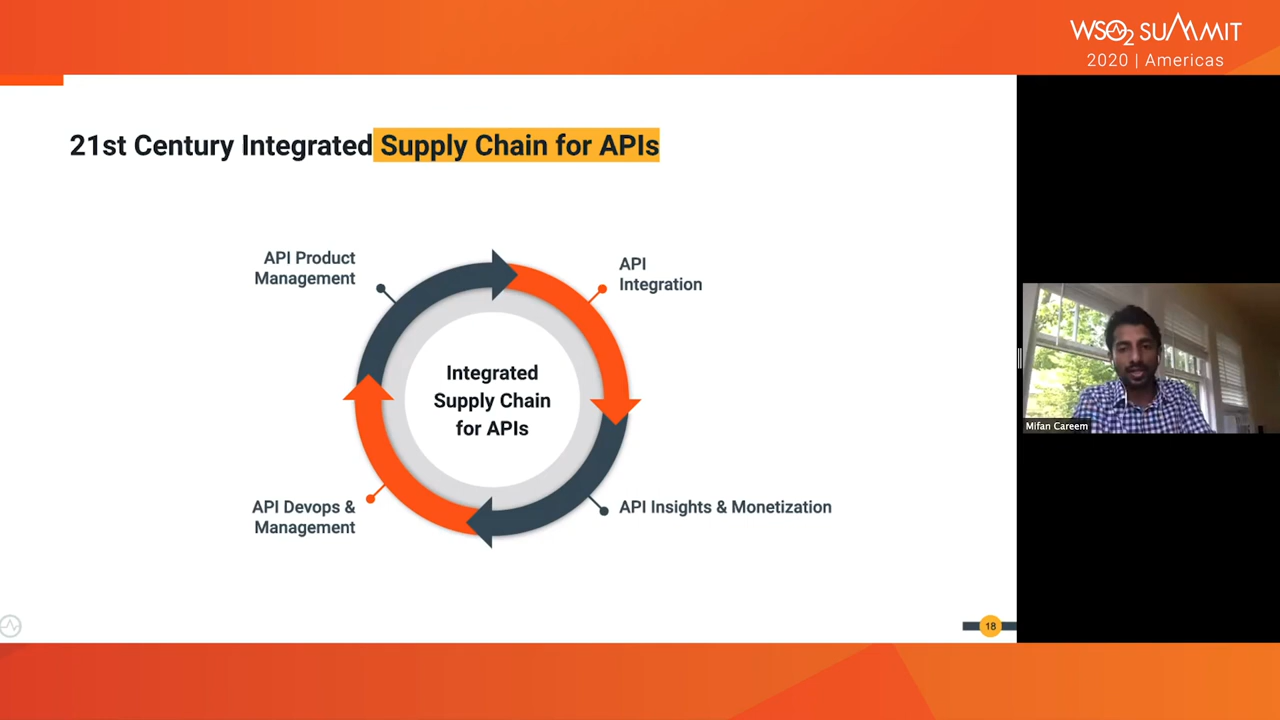 WSO2 SUMMIT
2020 | Americas
21st Century Integrated Supply Chain for APIs
API Product
Management
API
Integration
Integrated
Supply Chain
for APIs
API Devops &
Management
API Insights & Monetization
18
Mifan Careem